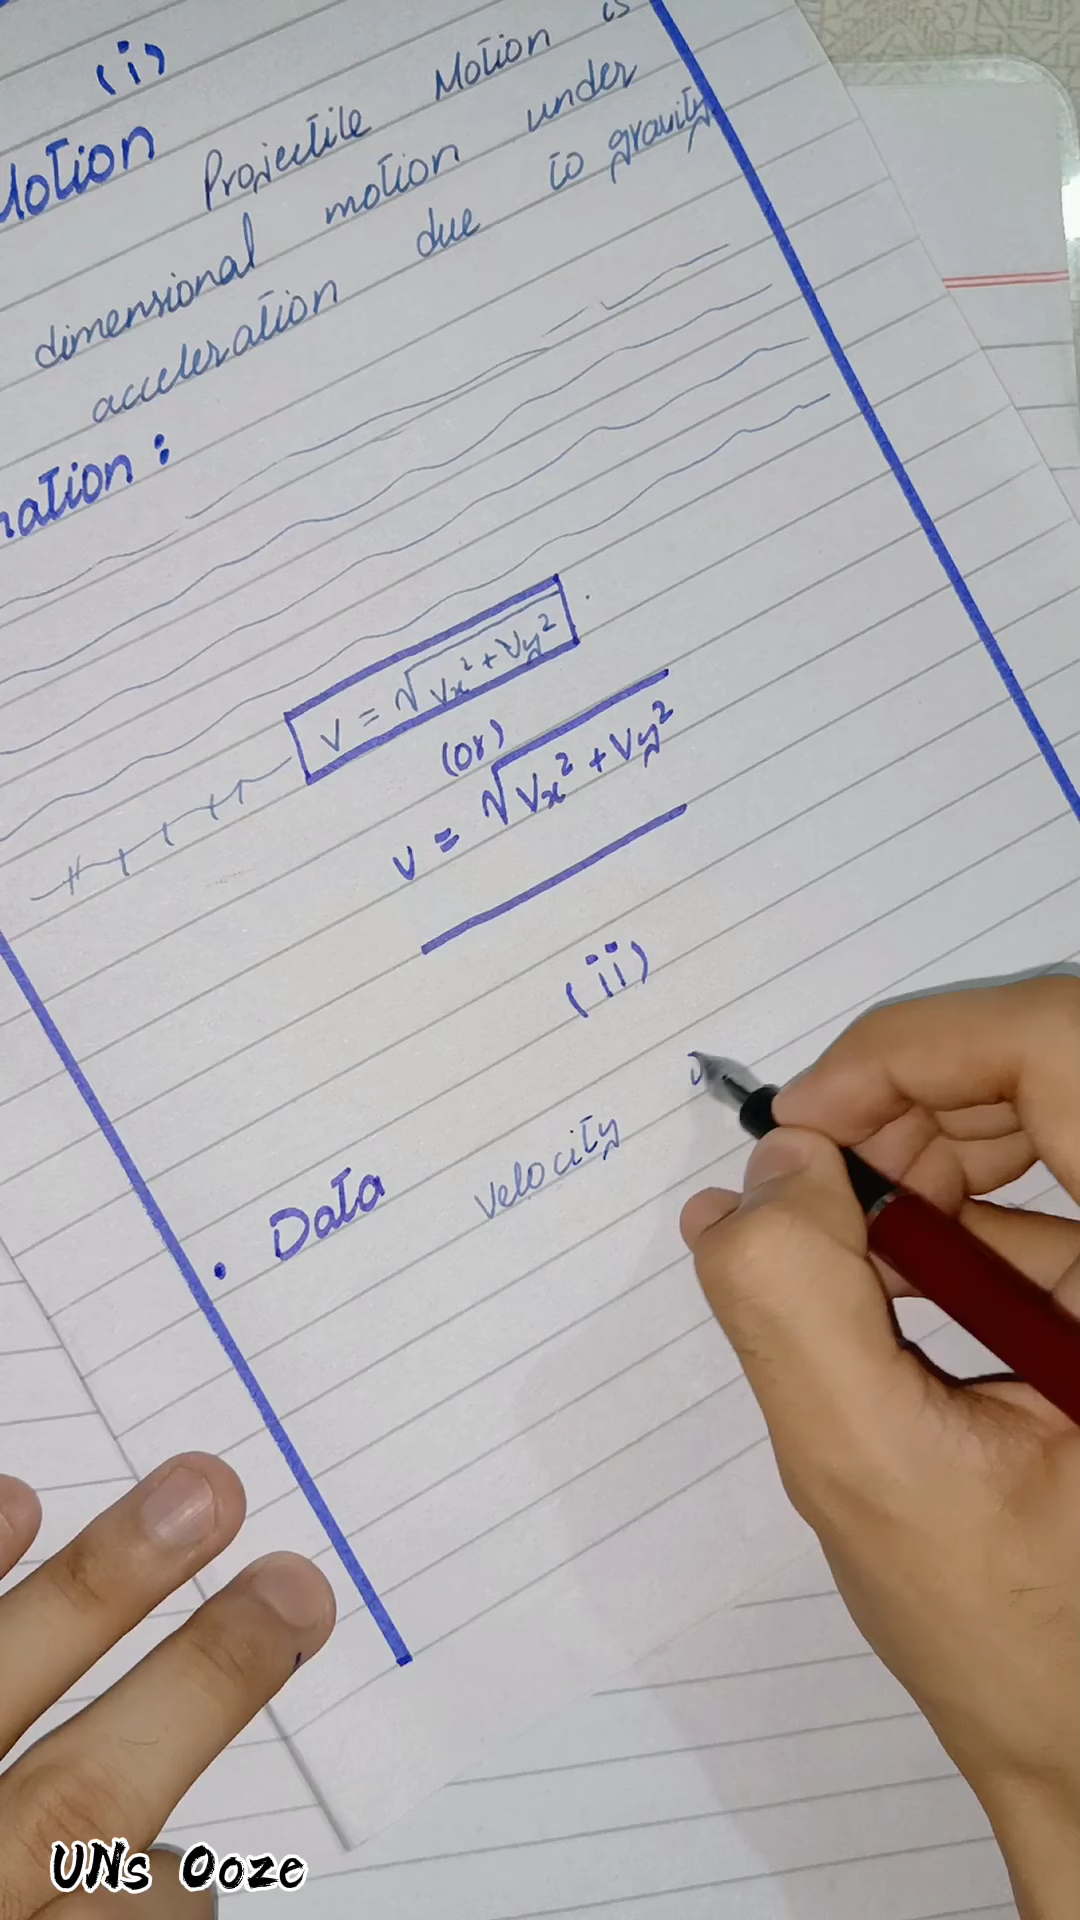 (i)
Motion Projectile Motion is
dimensional motion under
acceleration due to gravity
nation :
v = √Vx² + Vy²
(or)
v = √Vx² + Vy²
(ii)
• Data velocity
UNs Ooze